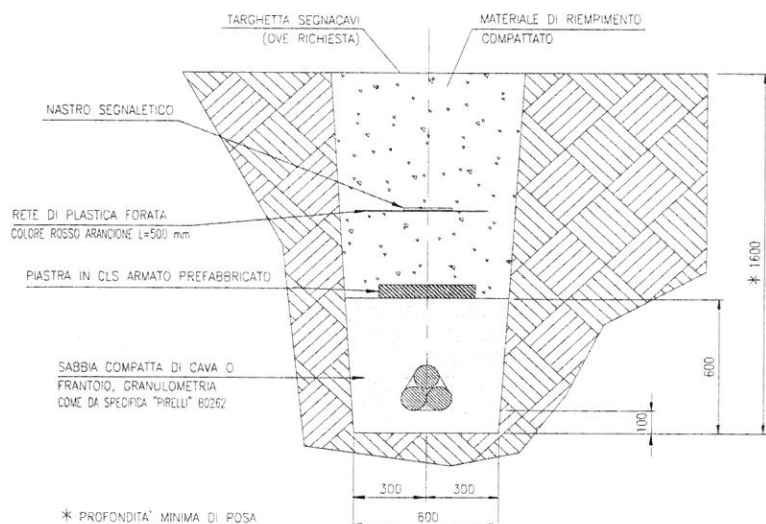 TARGHETTA SEGNACAVI
(OVE RICHIESTA)
MATERIALE DI RIEMPIMENTO
COMPATTATO
NASTRO SEGNALETICO
RETE DI PLASTICA FORATA
COLORE ROSSO ARANCIONE L=500 mm
PIASTRA IN CLS ARMATO PREFABBRICATO
SABBIA COMPATTA DI CAVA O
FRANTOIO, GRANULOMETRIA
COME DA SPECIFICA "PIRELLI" B0262
* 1600
600
100
300
300
600
* PROFONDITA' MINIMA DI POSA